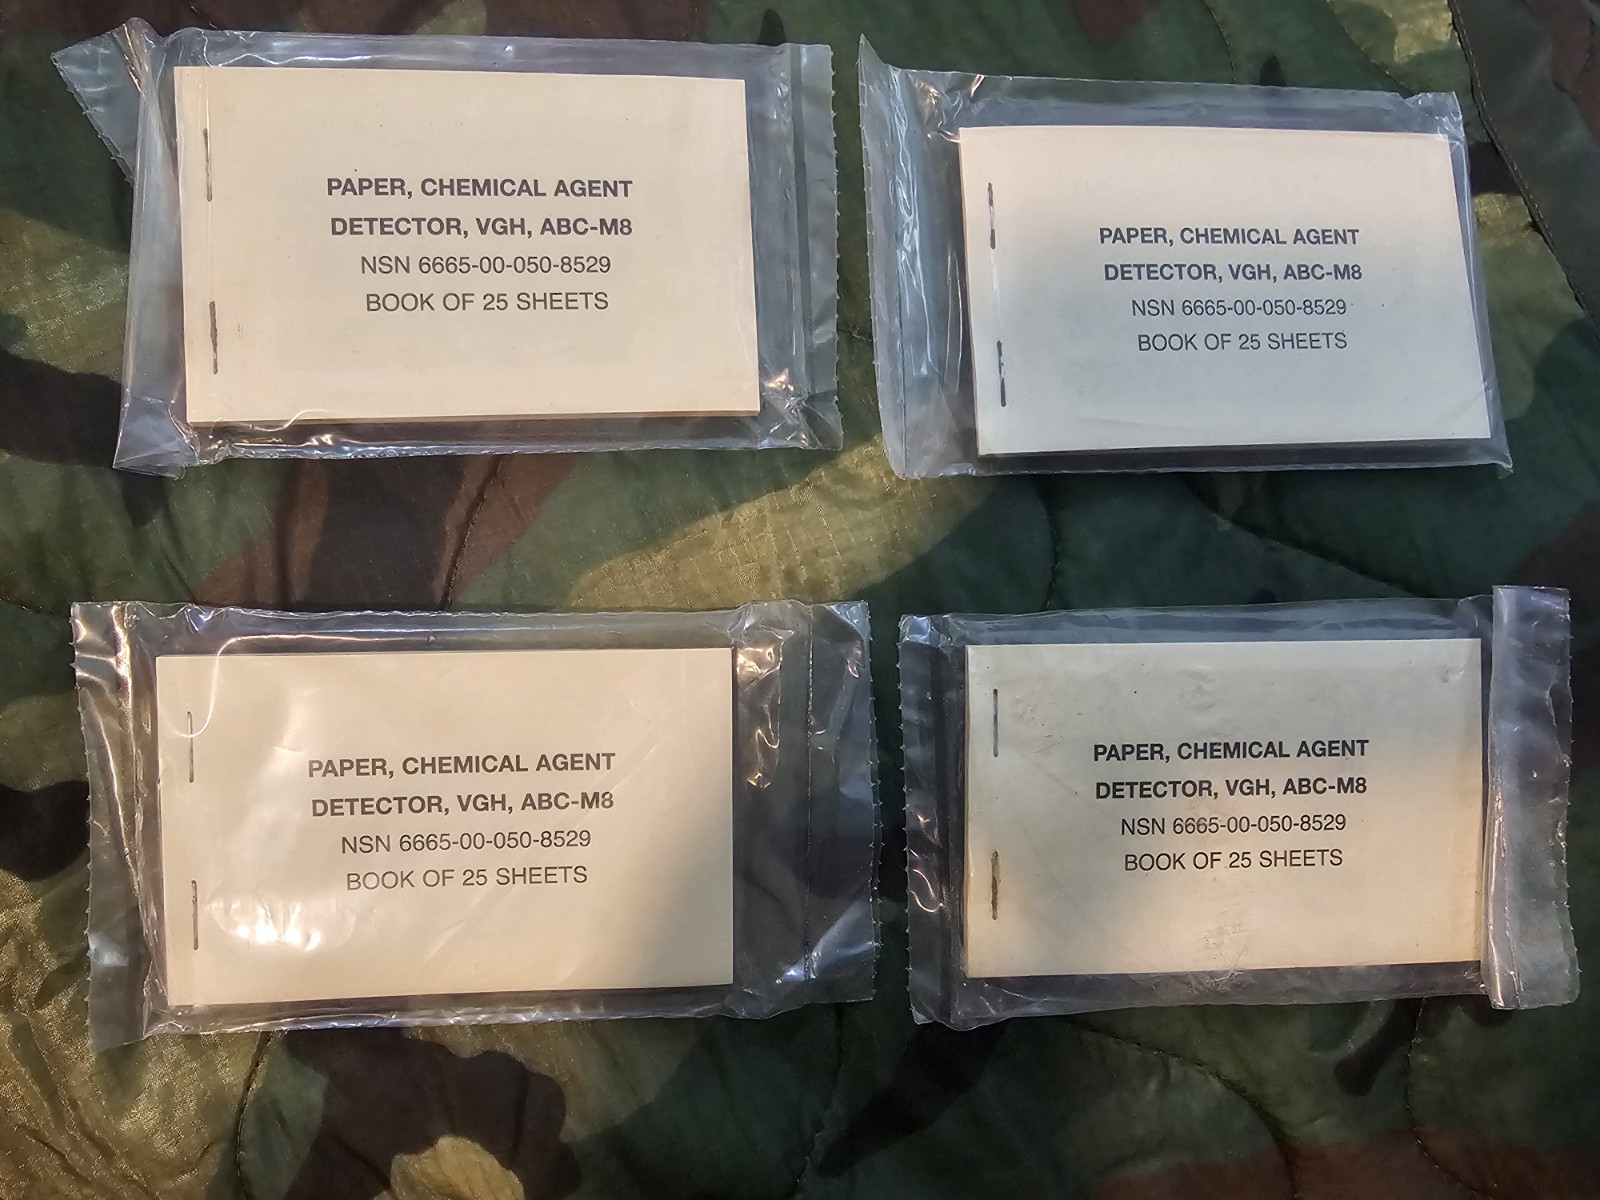 PAPER, CHEMICAL AGENT
DETECTOR, VGH, ABC-M8
NSN 6665-00-050-8529
BOOK OF 25 SHEETS
PAPER, CHEMICAL AGENT
DETECTOR, VGH, ABC-M8
NSN 6665-00-050-8529
BOOK OF 25 SHEETS
PAPER, CHEMICAL AGENT
DETECTOR, VGH, ABC-M8
NSN 6665-00-050-8529
BOOK OF 25 SHEETS
PAPER, CHEMICAL AGENT
DETECTOR, VGH, ABC-M8
NSN 6665-00-050-8529
BOOK OF 25 SHEETS